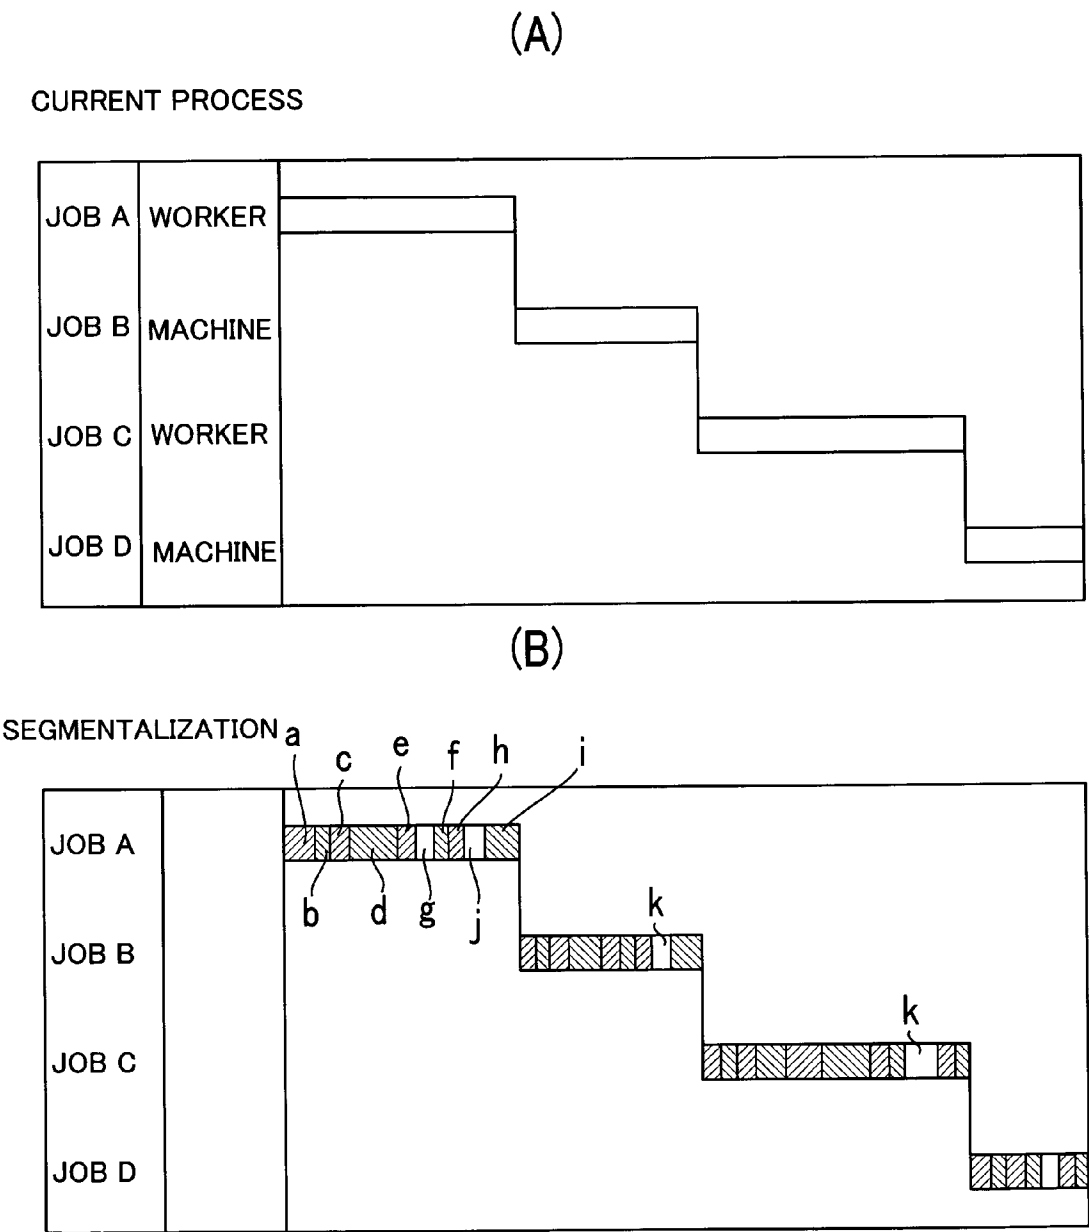 (A)
CURRENT PROCESS
JOB A WORKER
JOB B MACHINE
JOB C WORKER
JOB D MACHINE
(B)
SEGMENTALIZATION
a c e f h i
JOB A
b d g j
k
JOB B
k
JOB C
JOB D